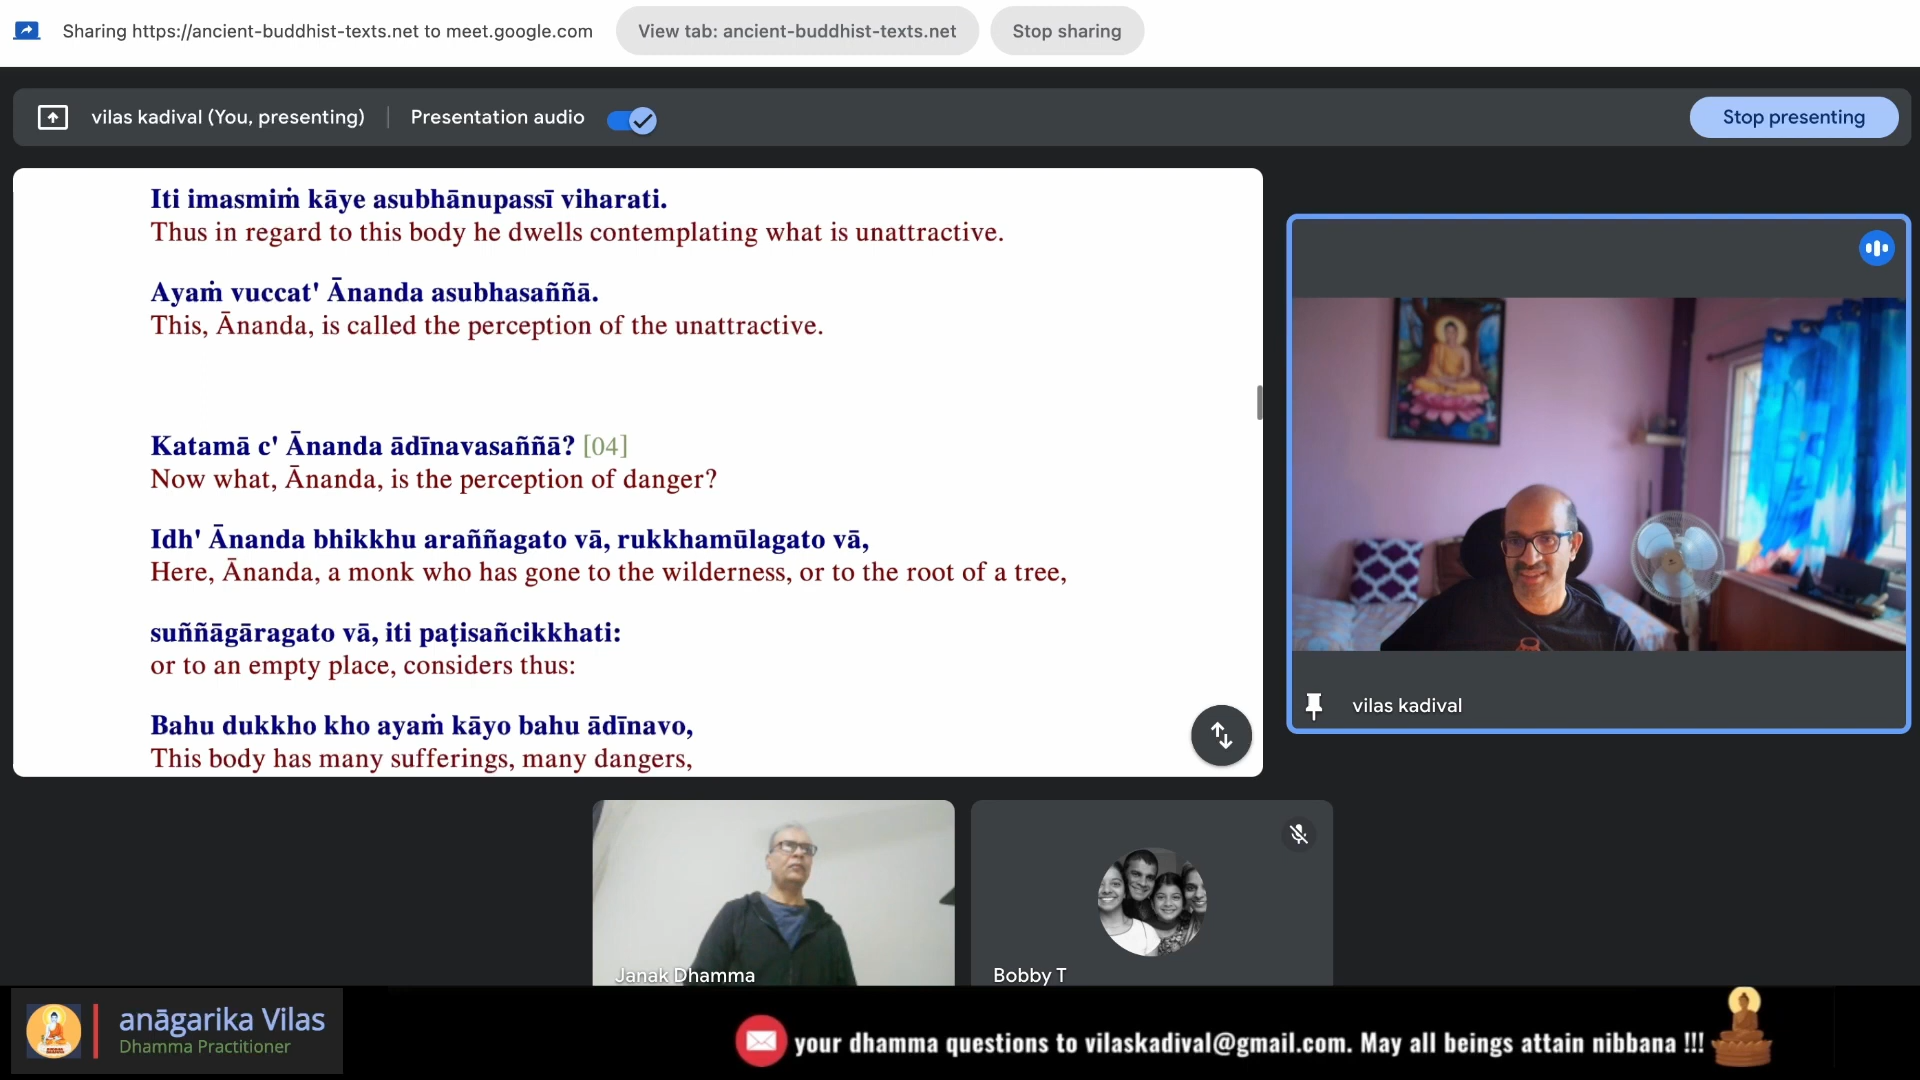 Sharing https://ancient-buddhist-texts.net to meet.google.com
View tab: ancient-buddhist-texts.net
Stop sharing
vilas kadival (You, presenting)
Presentation audio
Stop presenting
Iti imasmiṁ kāye asubhānupassī viharati.
Thus in regard to this body he dwells contemplating what is unattractive.
Ayaṁ vuccat' Ānanda asubhasaññā.
This, Ānanda, is called the perception of the unattractive.
Katamā c' Ānanda ādīnavasaññā? [04]
Now what, Ānanda, is the perception of danger?
Idh' Ānanda bhikkhu araññagato vā, rukkhamūlagato vā,
Here, Ānanda, a monk who has gone to the wilderness, or to the root of a tree,
suññāgāragato vā, iti paṭisañcikkhati:
or to an empty place, considers thus:
Bahu dukkho kho ayaṁ kāyo bahu ādīnavo,
This body has many sufferings, many dangers,
vilas kadival
Janak Dhamma
Bobby T
anāgarika Vilas
Dhamma Practitioner
your dhamma questions to vilaskadival@gmail.com. May all beings attain nibbana !!!